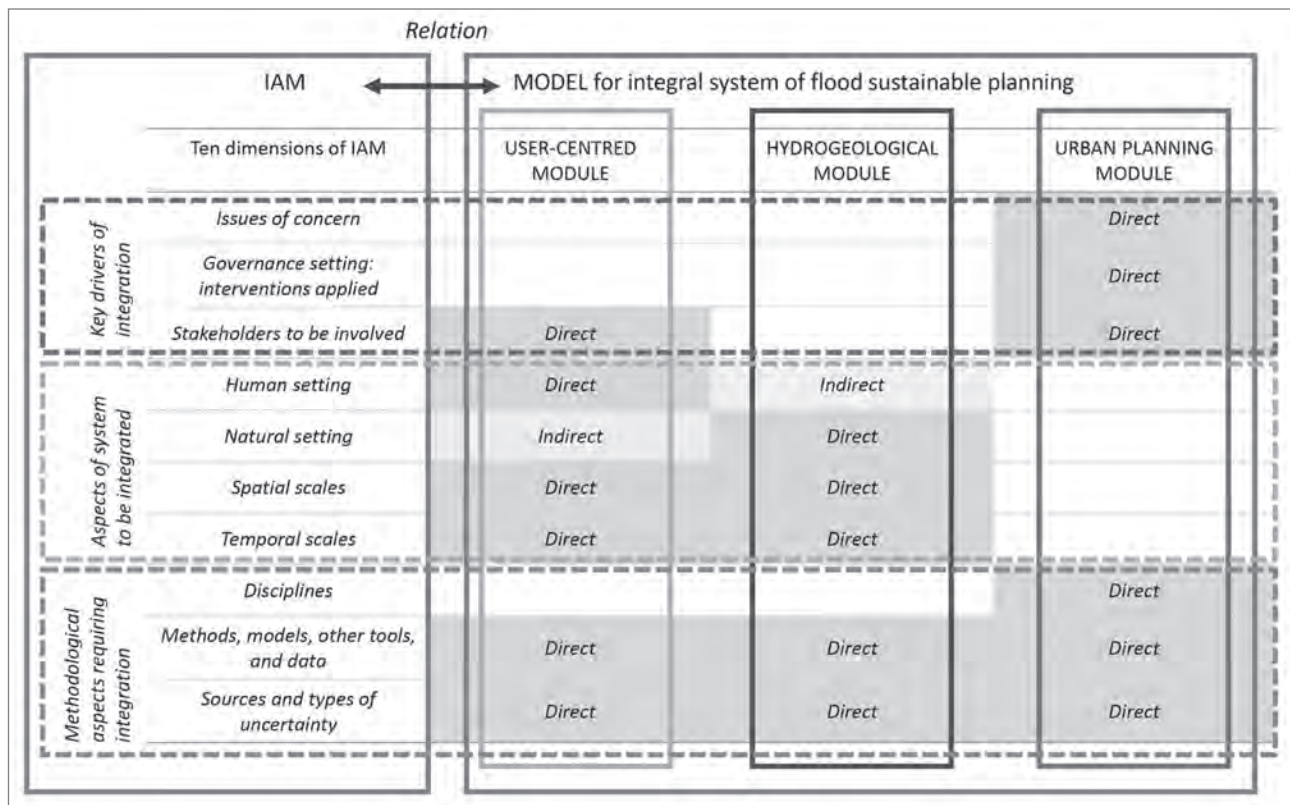 Relation
IAM
MODEL for integral system of flood sustainable planning
Ten dimensions of IAM
USER-CENTRED
MODULE
HYDROGEOLOGICAL
MODULE
URBAN PLANNING
MODULE
Key drivers of
integration
Issues of concern
Direct
Governance setting:
interventions applied
Direct
Stakeholders to be involved
Direct
Direct
Aspects of system
to be integrated
Human setting
Direct
Indirect
Natural setting
Indirect
Direct
Spatial scales
Direct
Direct
Temporal scales
Direct
Direct
Methodological
aspects requiring
integration
Disciplines
Direct
Methods, models, other tools,
and data
Direct
Direct
Direct
Sources and types of
uncertainty
Direct
Direct
Direct